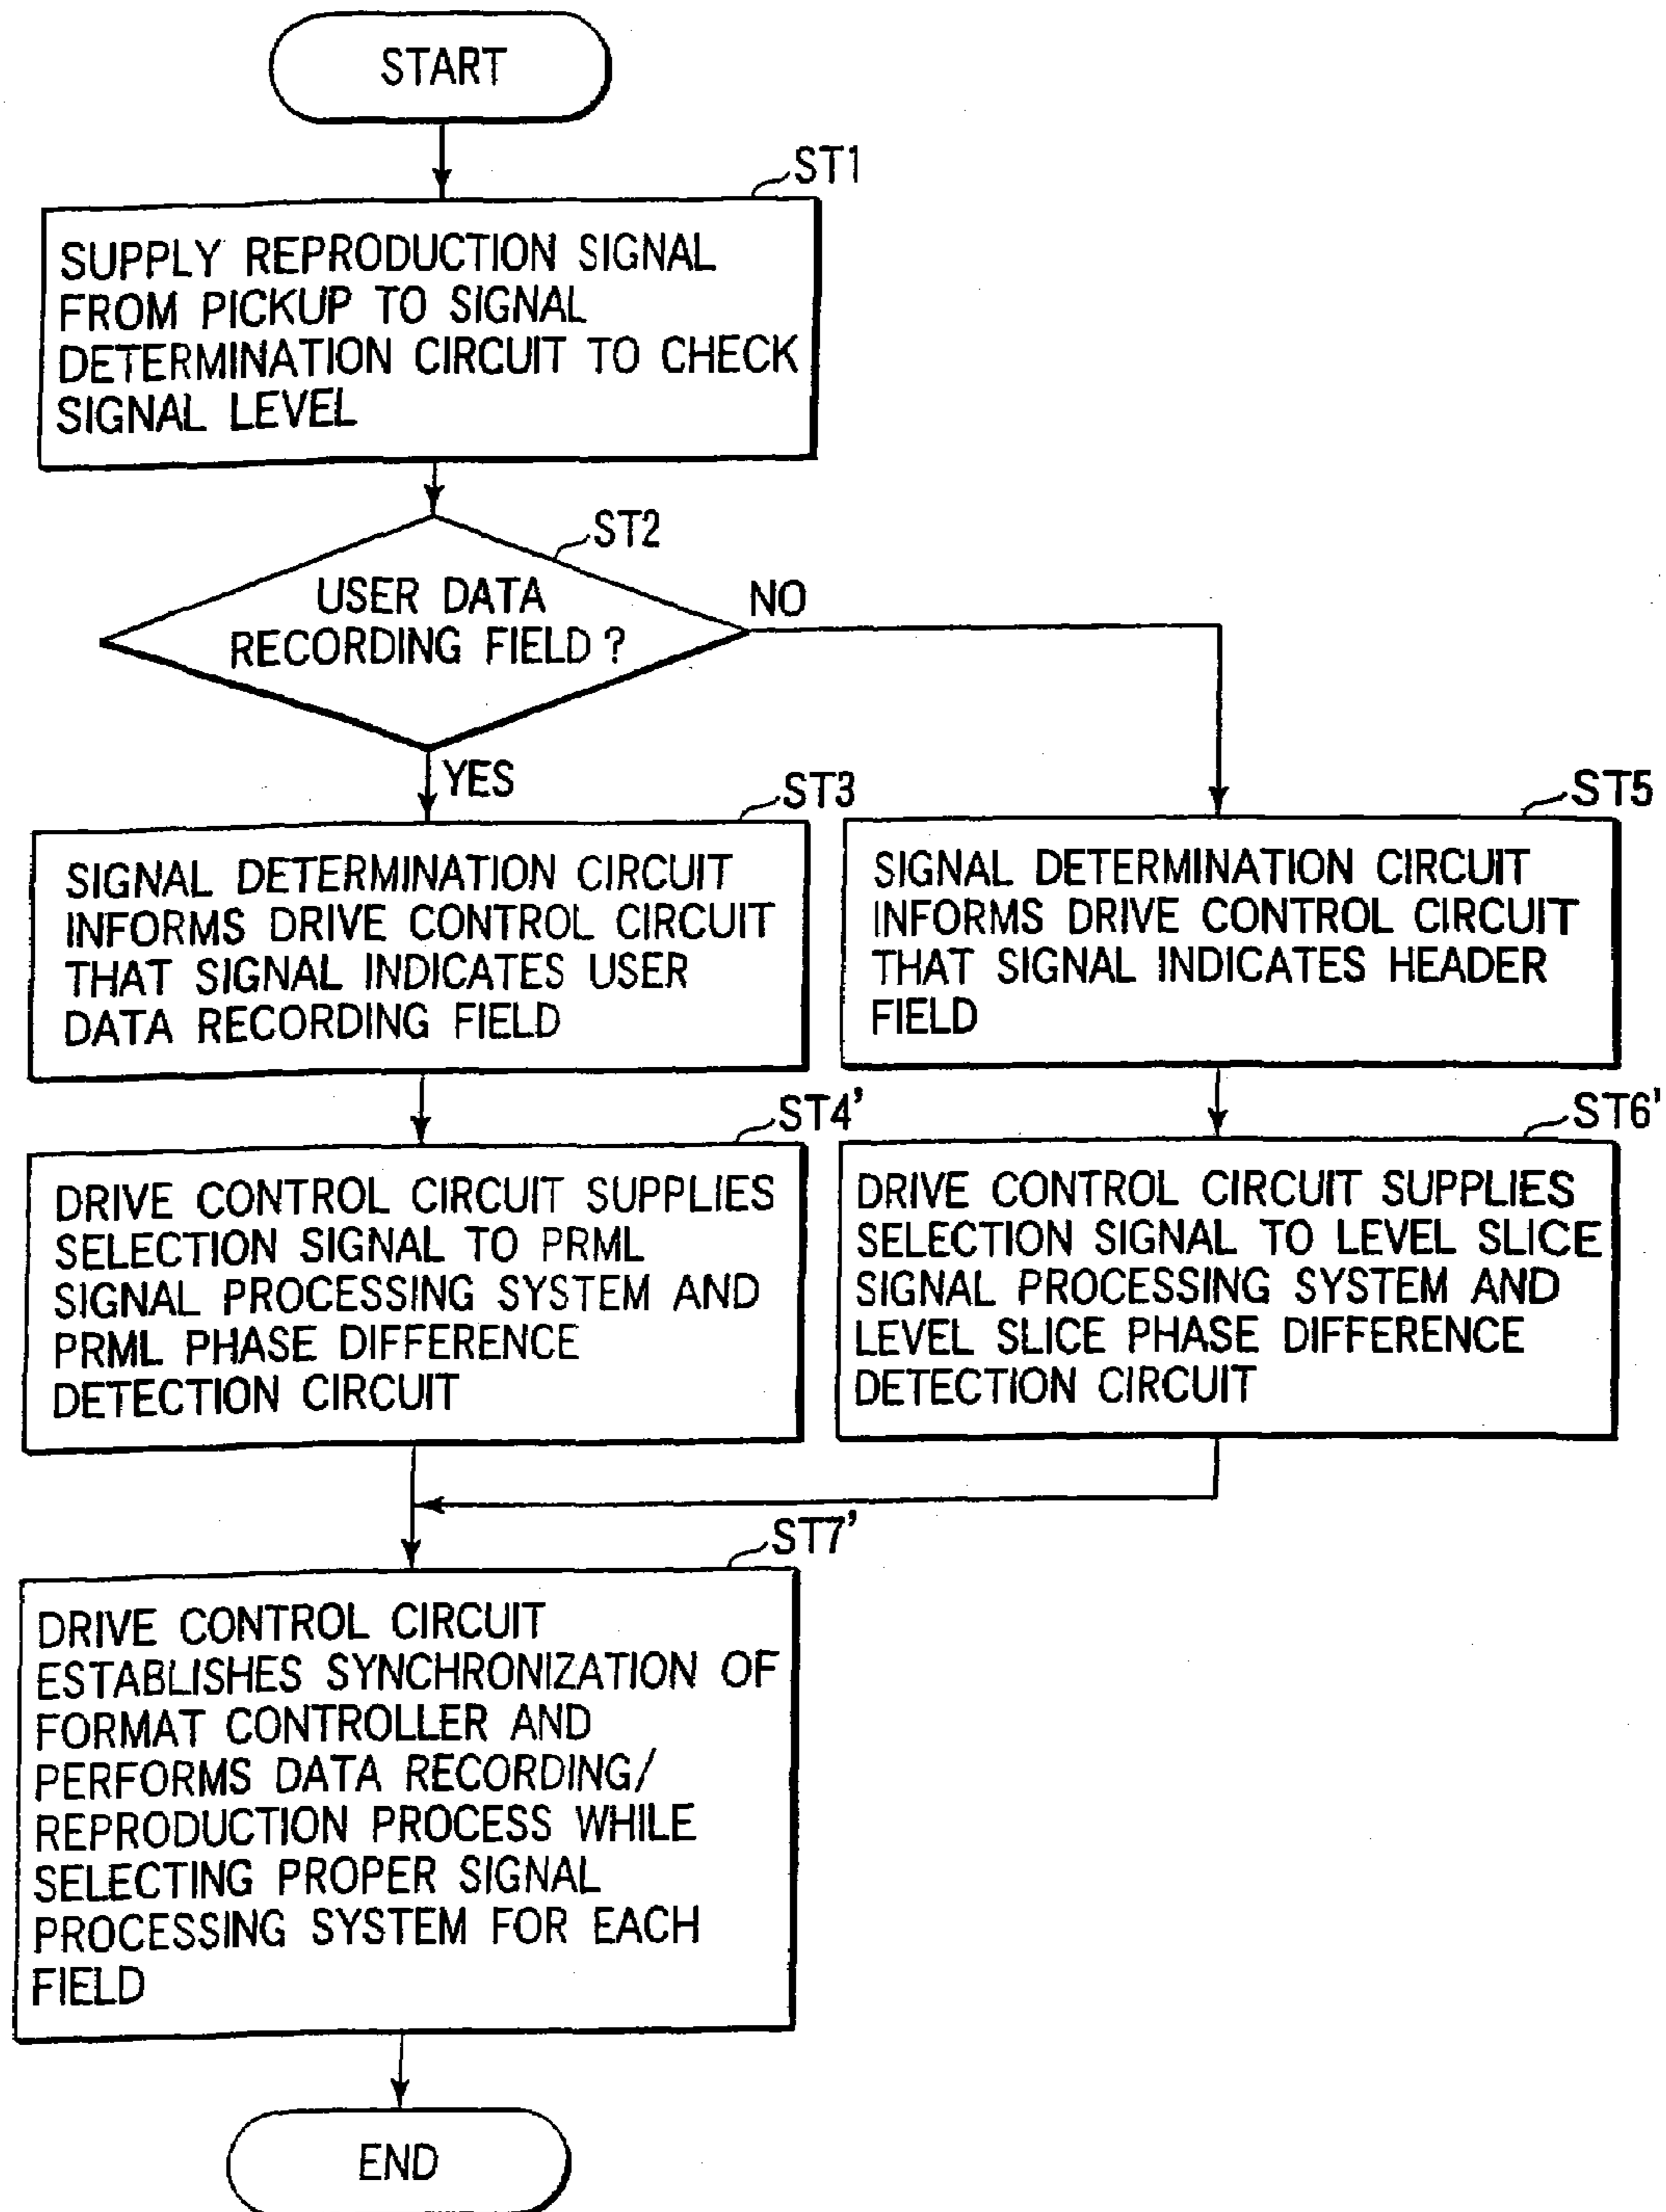 START
ST1
SUPPLY REPRODUCTION SIGNAL
FROM PICKUP TO SIGNAL
DETERMINATION CIRCUIT TO CHECK
SIGNAL LEVEL
ST2
USER DATA
RECORDING FIELD ?
NO
YES
ST3
SIGNAL DETERMINATION CIRCUIT
INFORMS DRIVE CONTROL CIRCUIT
THAT SIGNAL INDICATES USER
DATA RECORDING FIELD
ST5
SIGNAL DETERMINATION CIRCUIT
INFORMS DRIVE CONTROL CIRCUIT
THAT SIGNAL INDICATES HEADER
FIELD
ST4'
DRIVE CONTROL CIRCUIT SUPPLIES
SELECTION SIGNAL TO PRML
SIGNAL PROCESSING SYSTEM AND
PRML PHASE DIFFERENCE
DETECTION CIRCUIT
ST6'
DRIVE CONTROL CIRCUIT SUPPLIES
SELECTION SIGNAL TO LEVEL SLICE
SIGNAL PROCESSING SYSTEM AND
LEVEL SLICE PHASE DIFFERENCE
DETECTION CIRCUIT
ST7'
DRIVE CONTROL CIRCUIT
ESTABLISHES SYNCHRONIZATION OF
FORMAT CONTROLLER AND
PERFORMS DATA RECORDING/
REPRODUCTION PROCESS WHILE
SELECTING PROPER SIGNAL
PROCESSING SYSTEM FOR EACH
FIELD
END